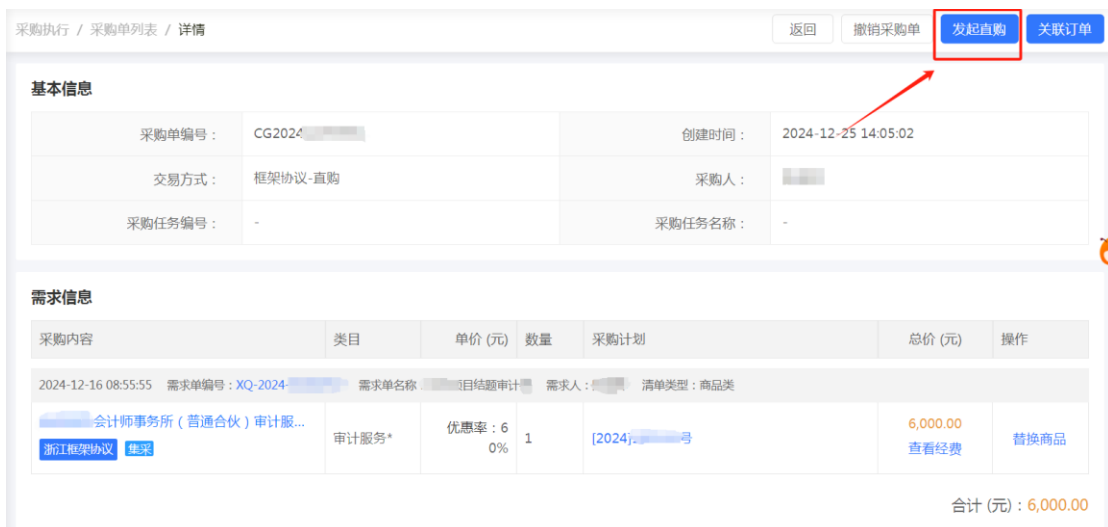 采购执行 / 采购单列表 / 详情 返回 撤销采购单 发起直购 关联订单
基本信息
采购单编号： CG2024 创建时间： 2024-12-25 14:05:02
交易方式： 框架协议-直购 采购人：
采购任务编号： - 采购任务名称： -
需求信息
采购内容 类目 单价 (元) 数量 采购计划 总价 (元) 操作
2024-12-16 08:55:55 需求单编号：XQ-2024- 需求单名称 项目结题审计 需求人： 清单类型：商品类
会计师事务所（普通合伙）审计服... 审计服务* 优惠率：6 1 [2024] 号 6,000.00 替换商品
浙江框架协议 集采 0% 查看经费
合计 (元)：6,000.00